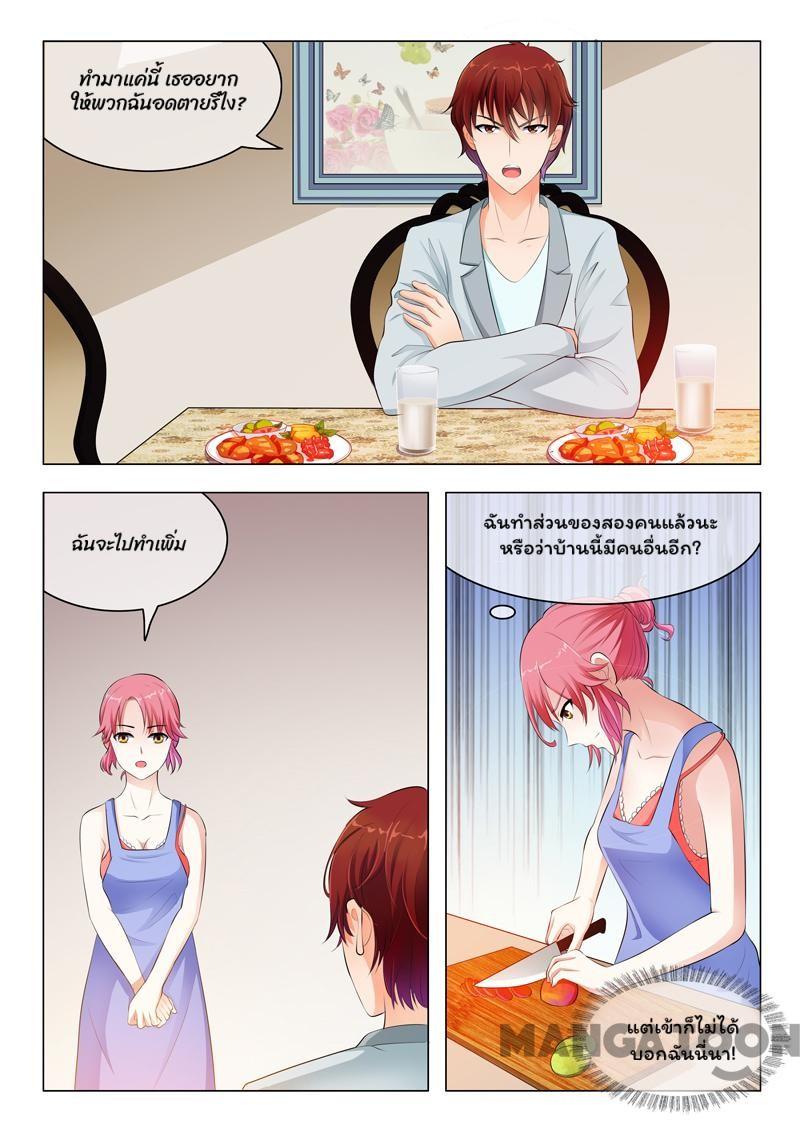 ทำมาแค่นี้ เธออยาก
ให้พวกฉันอดตายรึไง?
ฉันจะไปทำเพิ่ม
ฉันทำส่วนของสองคนแล้วนะ
หรือว่าบ้านนี้มีคนอื่นอีก?
แต่เข้าก็ไม่ได้
บอกฉันนี่นา!
MANGATOON